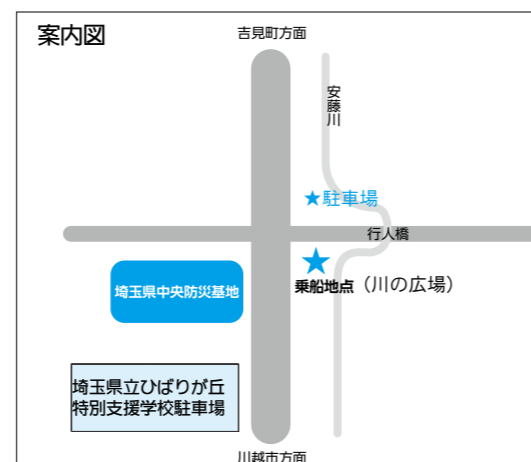 案内図
吉見町方面
安藤川
★駐車場
行人橋
乗船地点（川の広場）
埼玉県中央防災基地
埼玉県立ひばりが丘
特別支援学校駐車場
川越市方面